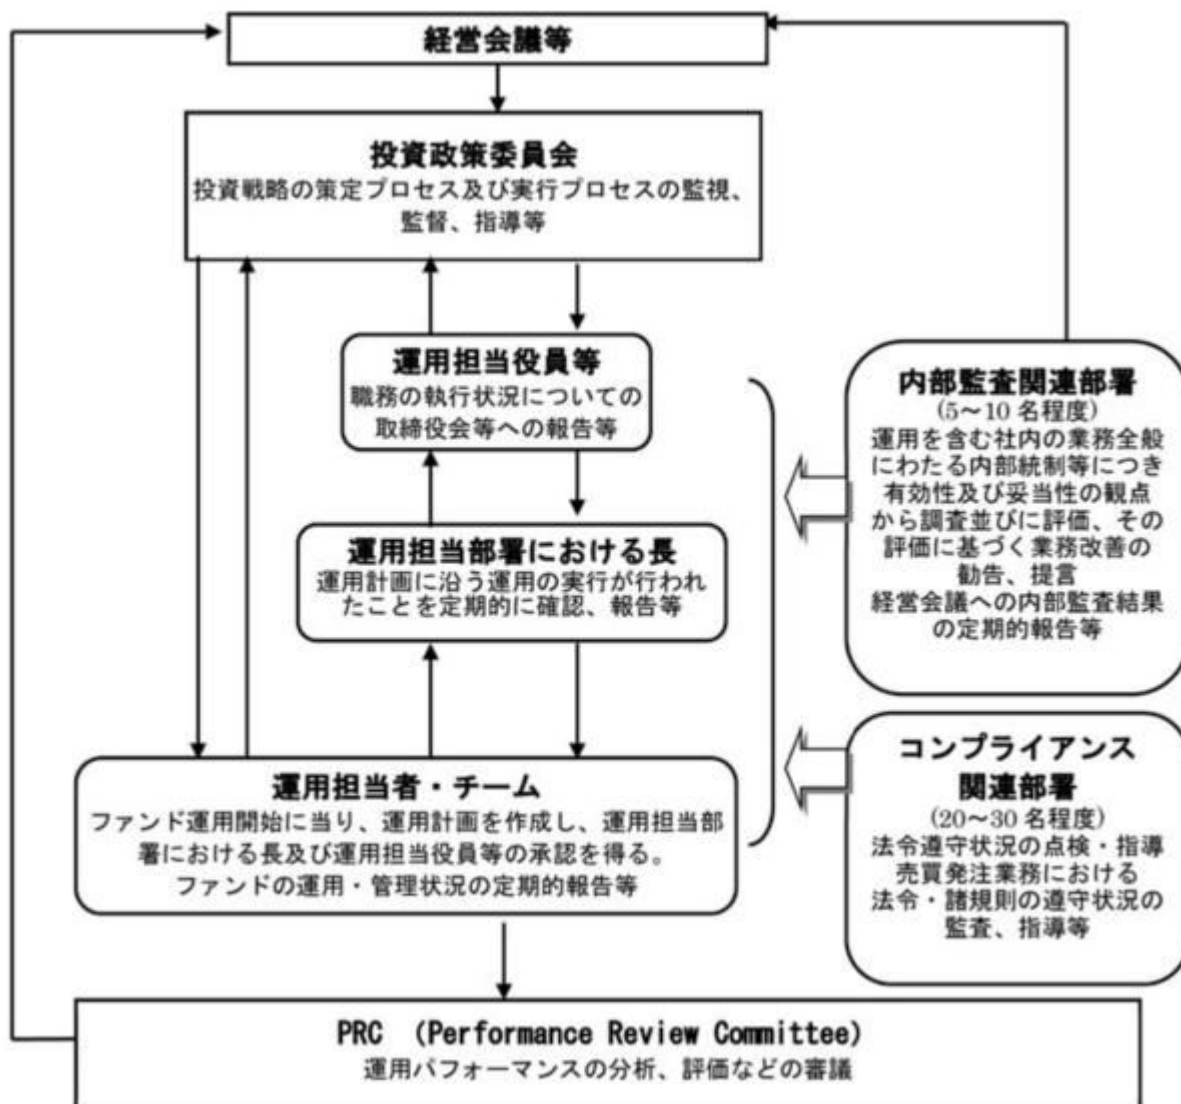 経営会議等
投資政策委員会
投資戦略の策定プロセス及び実行プロセスの監視、
監督、指導等
運用担当役員等
職務の執行状況についての
取締役会等への報告等
運用担当部署における長
運用計画に沿う運用の実行が行われ
たことを定期的に確認、報告等
運用担当者・チーム
ファンド運用開始に当り、運用計画を作成し、運用担当部
署における長及び運用担当役員等の承認を得る。
ファンドの運用・管理状況の定期的報告等
内部監査関連部署
(5～10 名程度)
運用を含む社内の業務全般
にわたる内部統制等につき
有効性及び妥当性の観点
から調査並びに評価、その
評価に基づく業務改善の
勧告、提言
経営会議への内部監査結果
の定期的報告等
コンプライアンス
関連部署
(20～30 名程度)
法令遵守状況の点検・指導
売買発注業務における
法令・諸規則の遵守状況の
監査、指導等
PRC (Performance Review Committee)
運用パフォーマンスの分析、評価などの審議